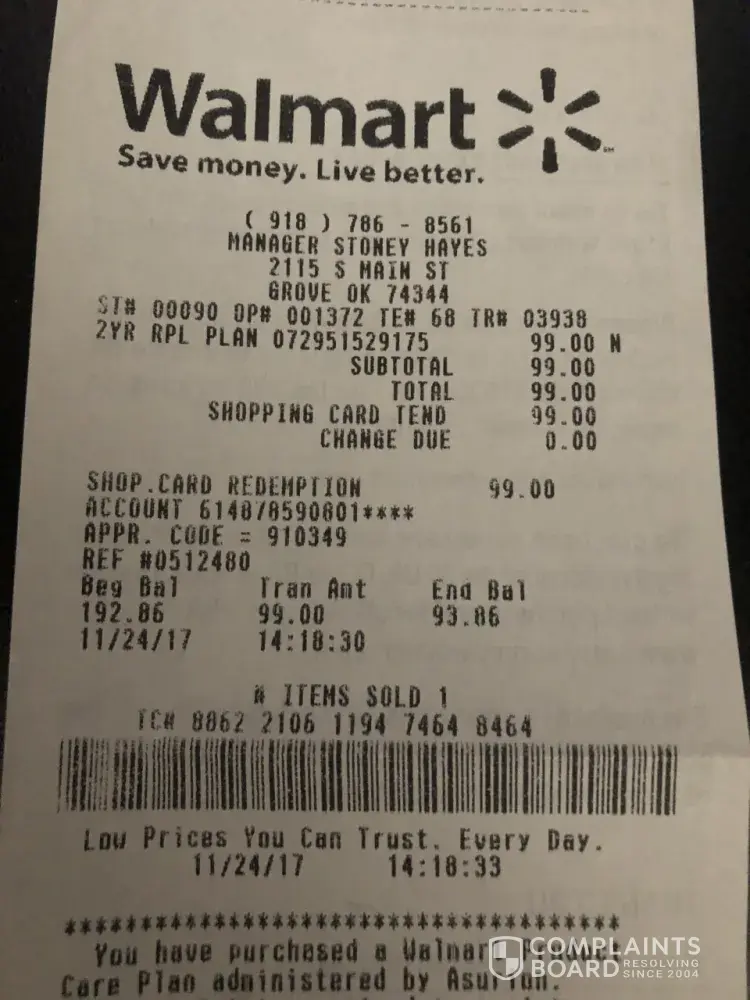 Walmart
Save money. Live better.
( 918 ) 786 - 8561
MANAGER STONEY HAYES
2115 S MAIN ST
GROVE OK 74344
ST# 00090 OP# 001372 TE# 68 TR# 03938
2YR RPL PLAN 072951529175 99.00 N
SUBTOTAL 99.00
TOTAL 99.00
SHOPPING CARD TEND 99.00
CHANGE DUE 0.00
SHOP.CARD REDEMPTION 99.00
ACCOUNT 614878590801****
APPR. CODE = 910349
REF #0512480
Beg Bal Tran Amt End Bal
192.86 99.00 93.86
11/24/17 14:18:30
# ITEMS SOLD 1
TC# 8862 2106 1194 7464 8464
Low Prices You Can Trust. Every Day.
11/24/17 14:18:33
****************************************
You have purchased a Walmart
Care Plan administered by Asurion.
COMPLAINTS
BOARD RESOLVING SINCE 2004